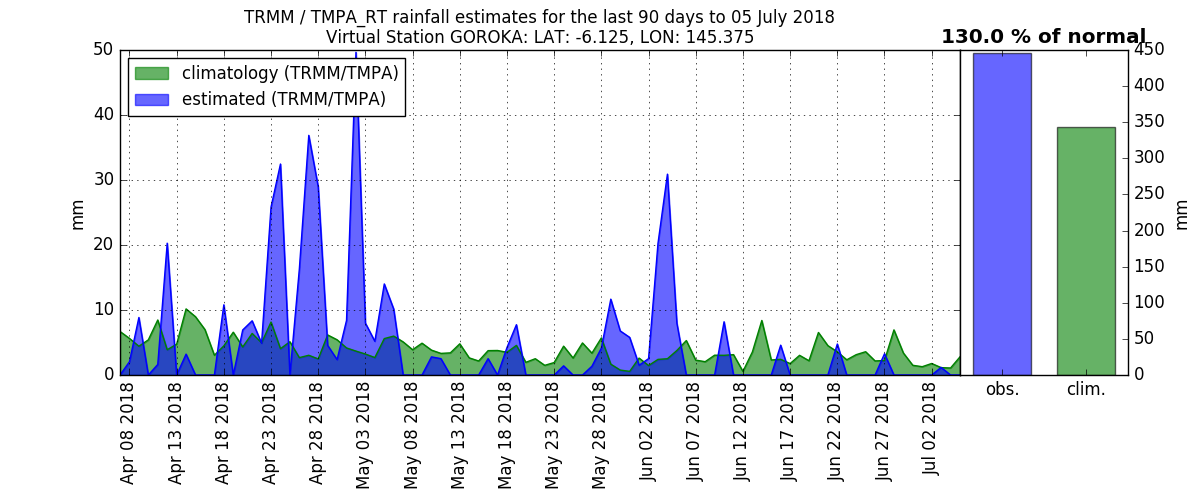 TRMM / TMPA_RT rainfall estimates for the last 90 days to 05 July 2018
Virtual Station GOROKA: LAT: -6.125, LON: 145.375
130.0 % of normal
climatology (TRMM/TMPA)
estimated (TRMM/TMPA)
50
40
30
20
10
0
mm
Apr 08 2018
Apr 13 2018
Apr 18 2018
Apr 23 2018
Apr 28 2018
May 03 2018
May 08 2018
May 13 2018
May 18 2018
May 23 2018
May 28 2018
Jun 02 2018
Jun 07 2018
Jun 12 2018
Jun 17 2018
Jun 22 2018
Jun 27 2018
Jul 02 2018
450
400
350
300
250
200
150
100
50
0
mm
obs.
clim.